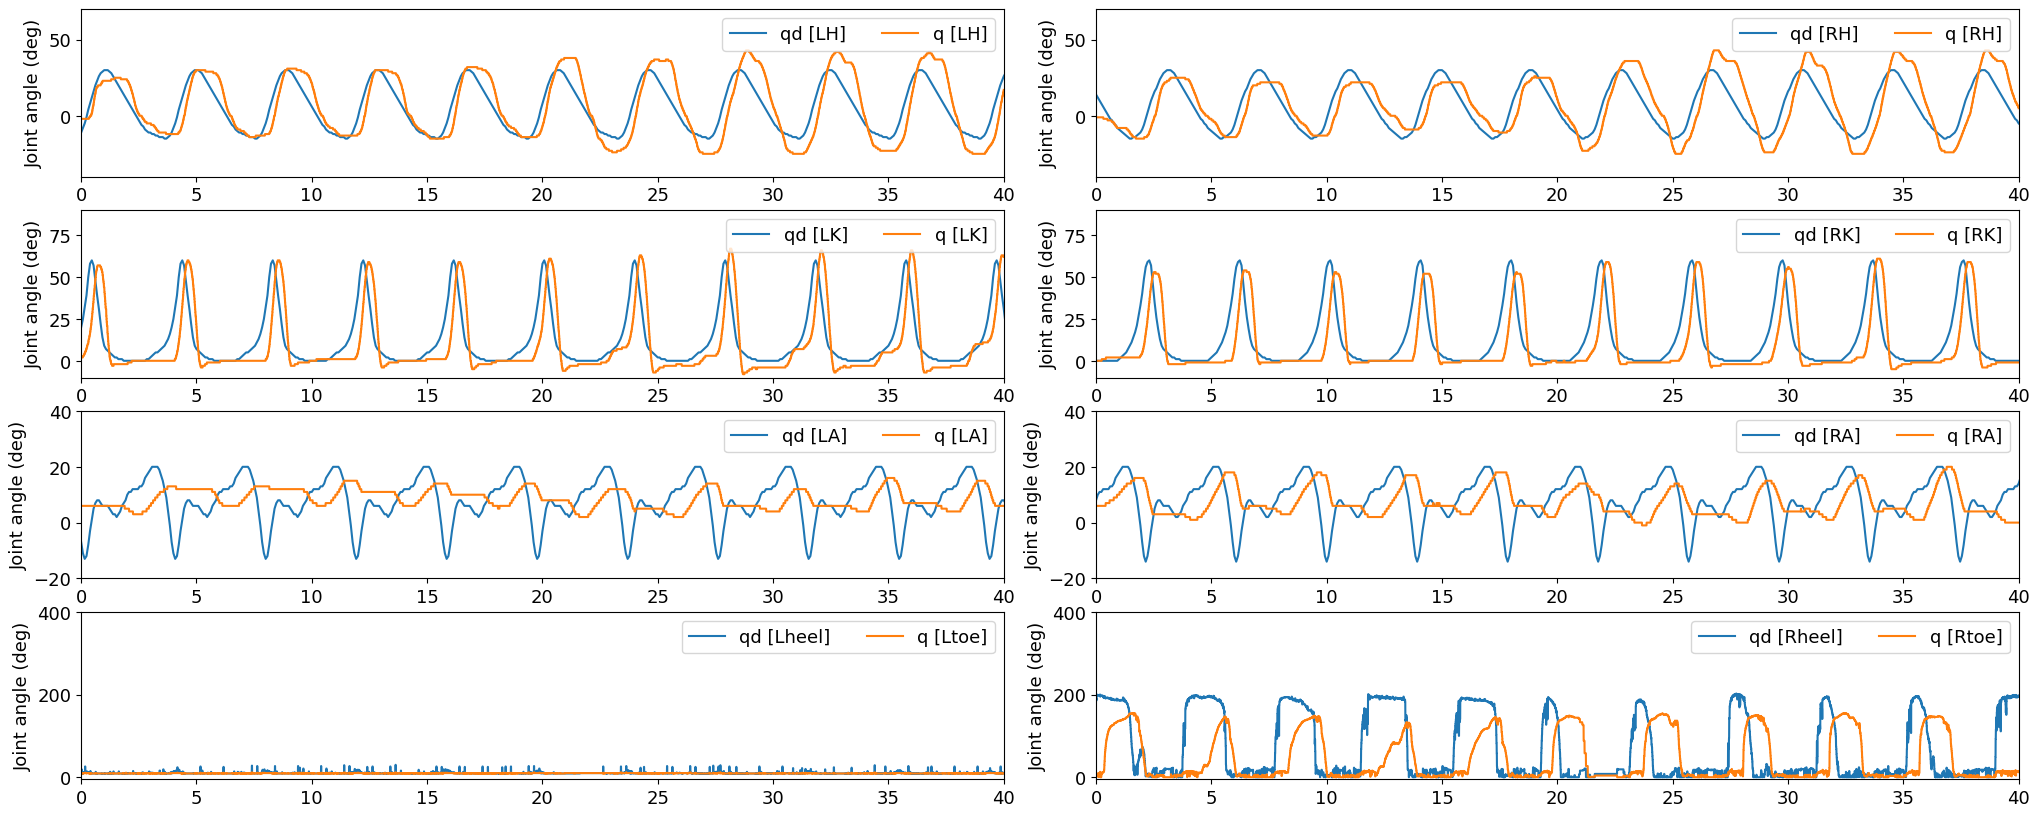 Joint angle (deg)
50
0
qd [LH] q [LH]
0 5 10 15 20 25 30 35 40
Joint angle (deg)
50
0
qd [RH] q [RH]
0 5 10 15 20 25 30 35 40
Joint angle (deg)
75
50
25
0
qd [LK] q [LK]
0 5 10 15 20 25 30 35 40
Joint angle (deg)
75
50
25
0
qd [RK] q [RK]
0 5 10 15 20 25 30 35 40
Joint angle (deg)
40
20
0
−20
qd [LA] q [LA]
0 5 10 15 20 25 30 35 40
Joint angle (deg)
40
20
0
−20
qd [RA] q [RA]
0 5 10 15 20 25 30 35 40
Joint angle (deg)
400
200
0
qd [Lheel] q [Ltoe]
0 5 10 15 20 25 30 35 40
Joint angle (deg)
400
200
0
qd [Rheel] q [Rtoe]
0 5 10 15 20 25 30 35 40